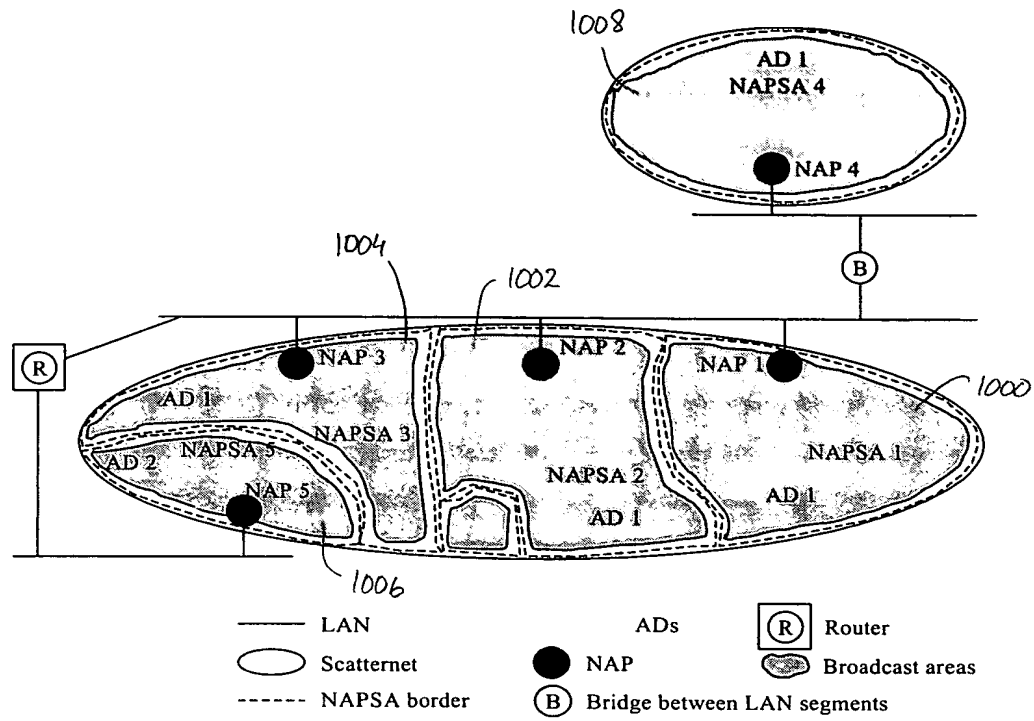 1008
AD 1
NAPSA 4
NAP 4
1004
1002
B
R
NAP 3
NAP 2
NAP 1
1000
AD 1
NAPSA 3
NAPSA 5
AD 2
NAP 5
NAPSA 2
AD 1
NAPSA 1
AD 1
1006
LAN
ADs
R Router
Scatternet
NAP
Broadcast areas
NAPSA border
B Bridge between LAN segments